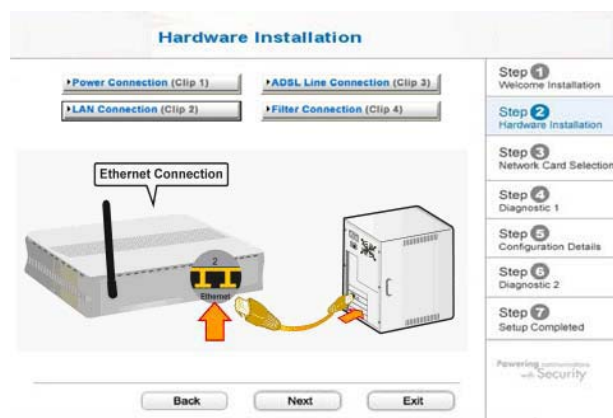 Hardware Installation
Power Connection (Clip 1)
ADSL Line Connection (Clip 3)
LAN Connection (Clip 2)
Filter Connection (Clip 4)
Ethernet Connection
2
Ethernet
Back
Next
Exit
Step 1
Welcome Installation
Step 2
Hardware Installation
Step 3
Network Card Selection
Step 4
Diagnostic 1
Step 5
Configuration Details
Step 6
Diagnostic 2
Step 7
Setup Completed
Powering communications
with Security